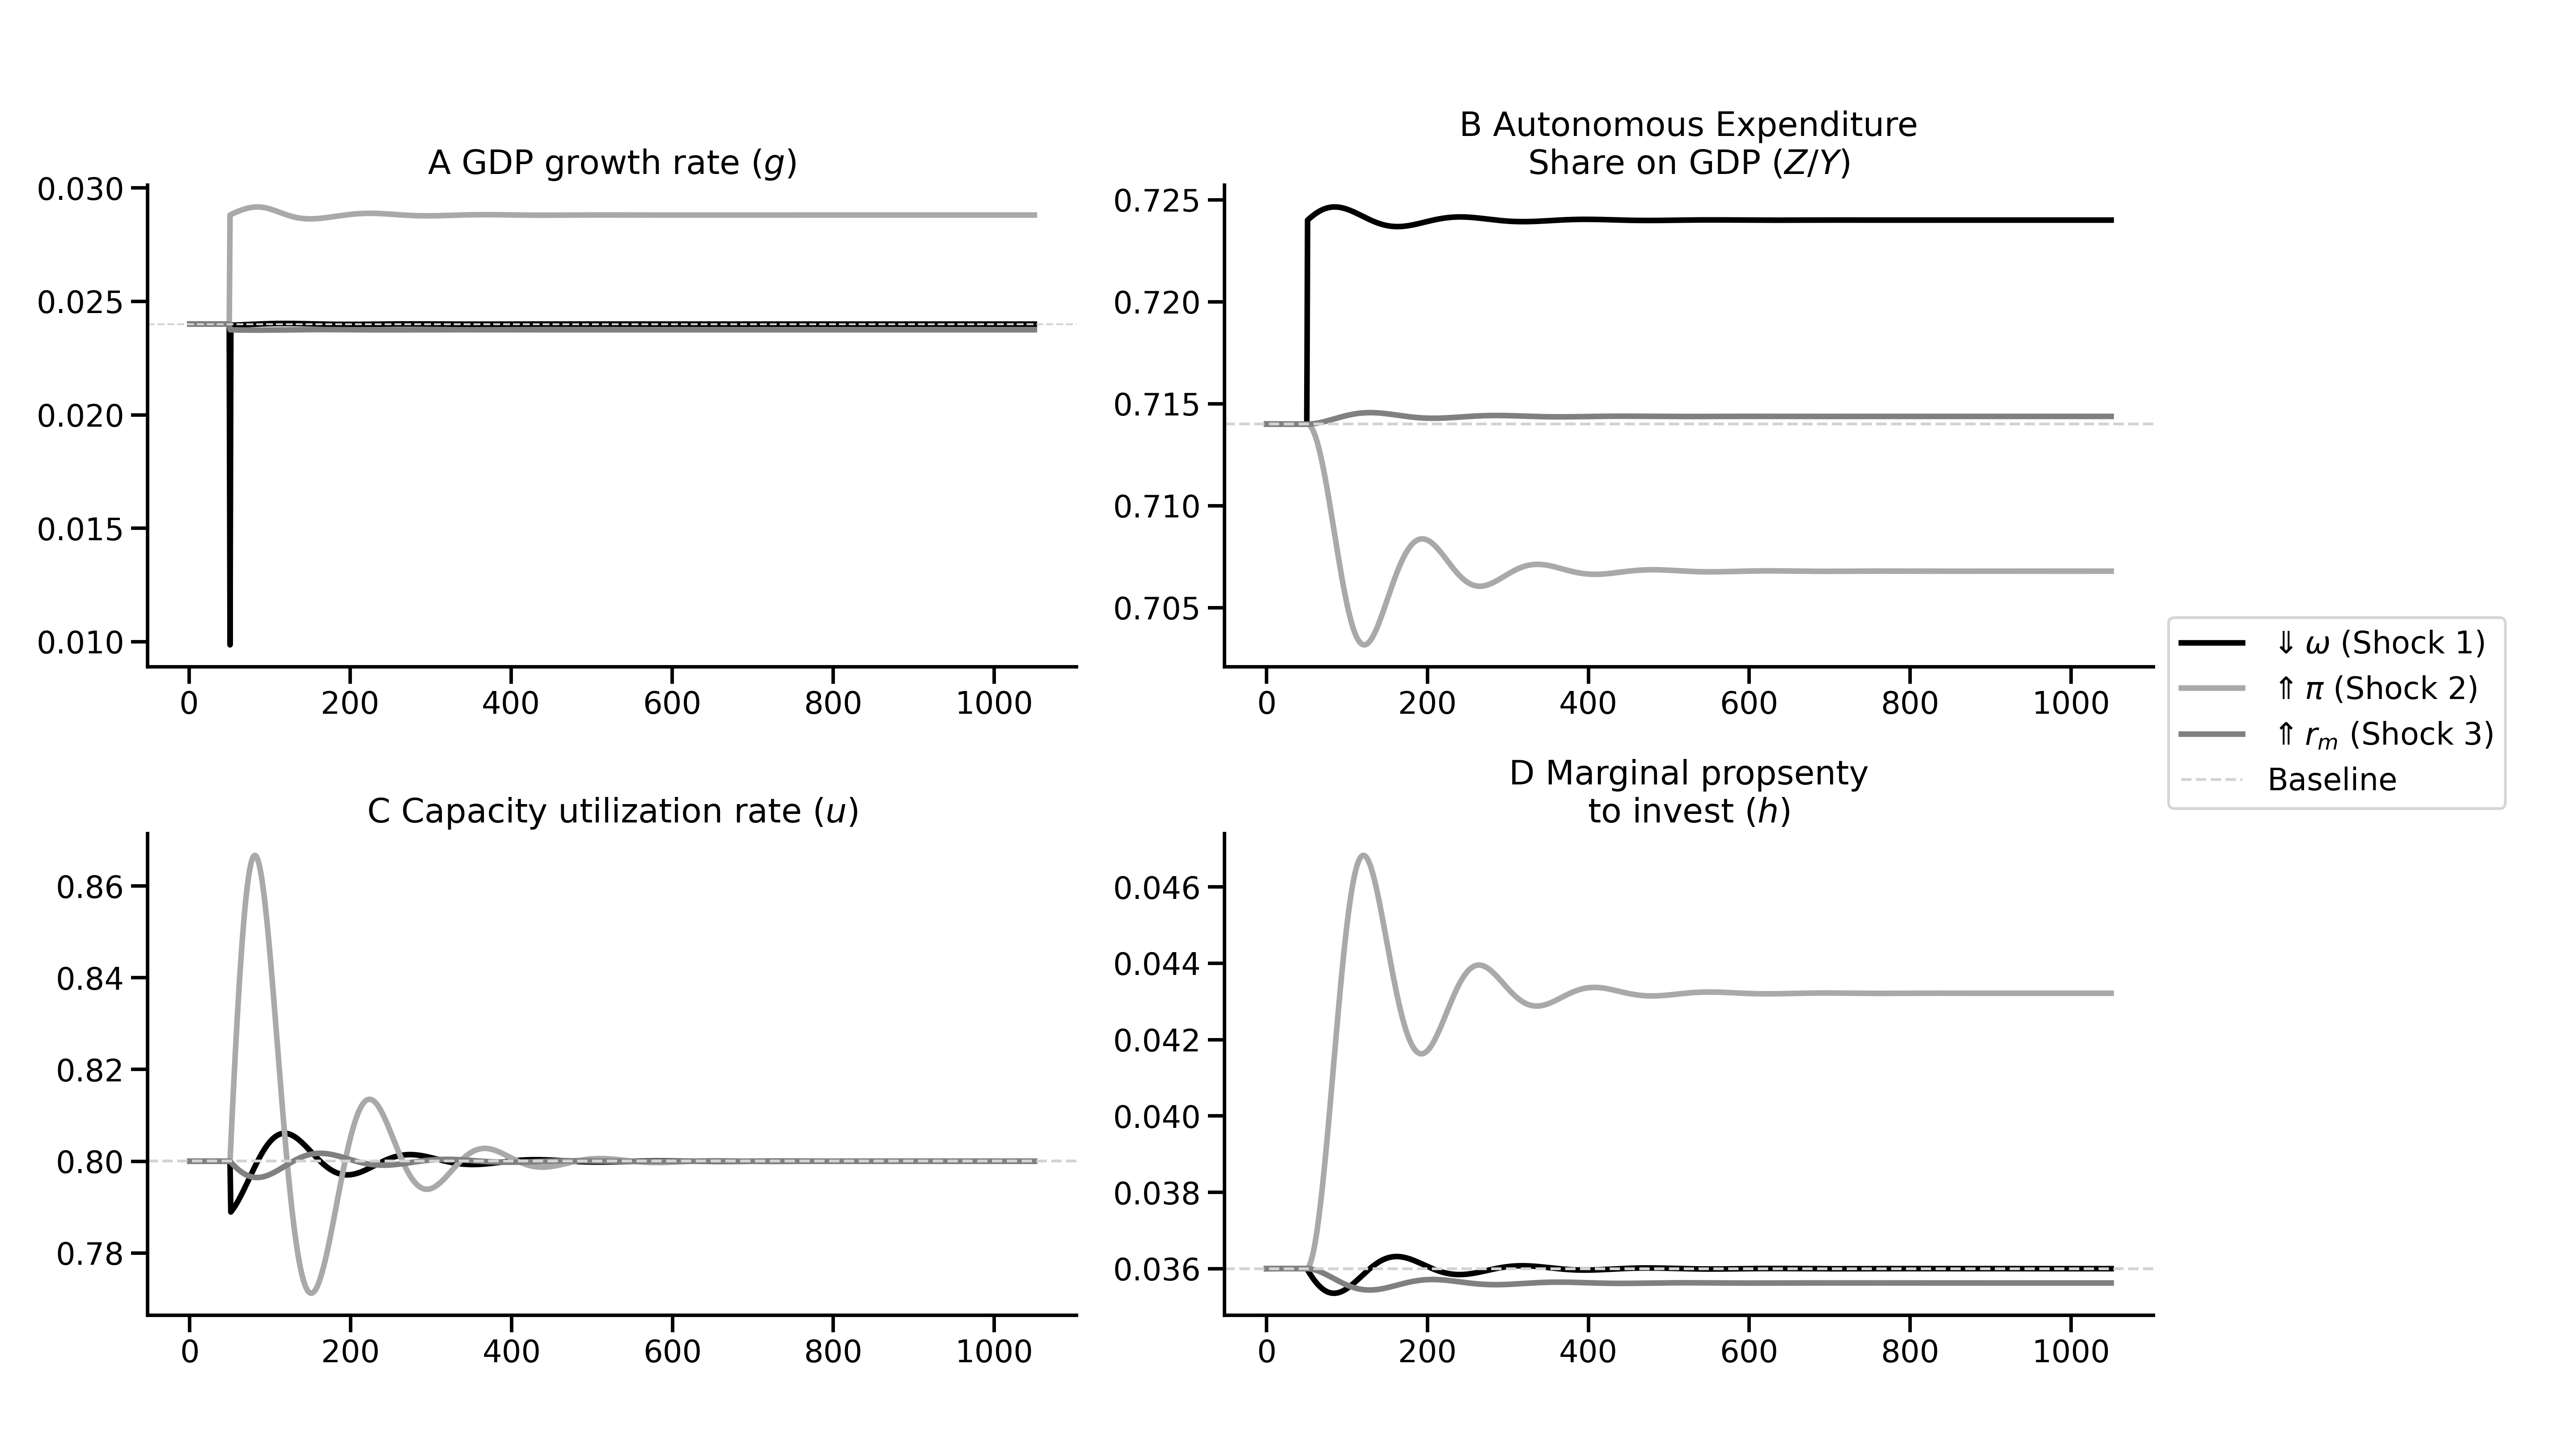 A GDP growth rate (g)
0.030
0.025
0.020
0.015
0.010
0 200 400 600 800 1000
B Autonomous Expenditure
Share on GDP (Z/Y)
0.725
0.720
0.715
0.710
0.705
0 200 400 600 800 1000
⇓ ω (Shock 1)
⇑ π (Shock 2)
⇑ rₘ (Shock 3)
Baseline
C Capacity utilization rate (u)
0.86
0.84
0.82
0.80
0.78
0 200 400 600 800 1000
D Marginal propsenty
to invest (h)
0.046
0.044
0.042
0.040
0.038
0.036
0 200 400 600 800 1000